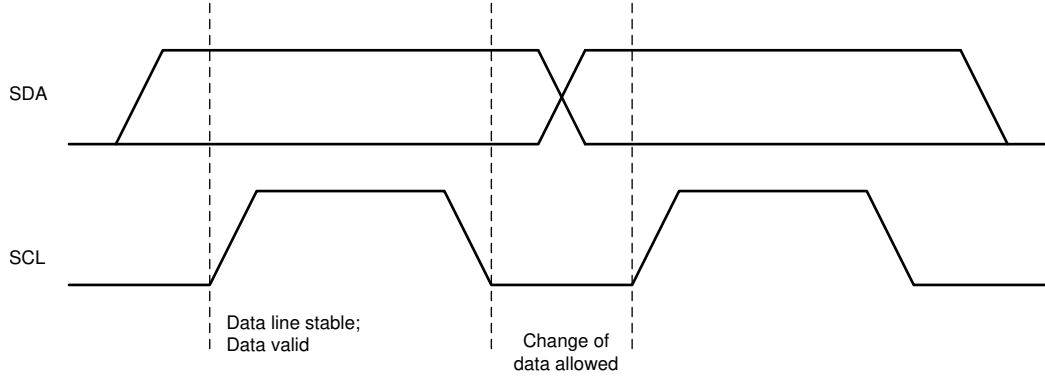 SDA
SCL
Data line stable;
Data valid
Change of
data allowed